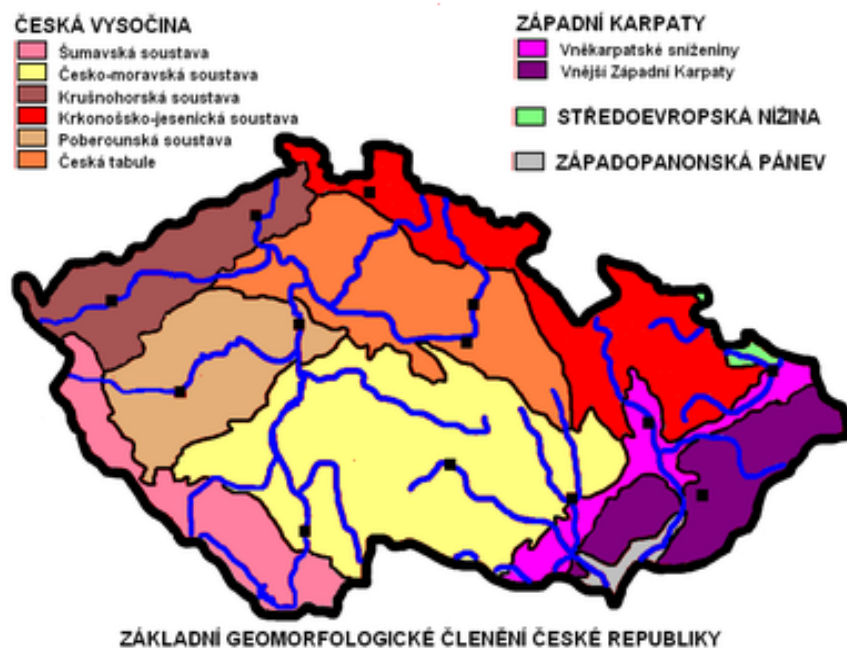 ČESKÁ VYSOČINA
Šumavská soustava
Česko-moravská soustava
Krušnohorská soustava
Krkonošsko-jesenická soustava
Poberounská soustava
Česká tabule
ZÁPADNÍ KARPATY
Vněkarpatské sníženiny
Vnější Západní Karpaty
STŘEDOEVROPSKÁ NÍŽINA
ZÁPADOPANONSKÁ PÁNEV
ZÁKLADNÍ GEOMORFOLOGICKÉ ČLENĚNÍ ČESKÉ REPUBLIKY